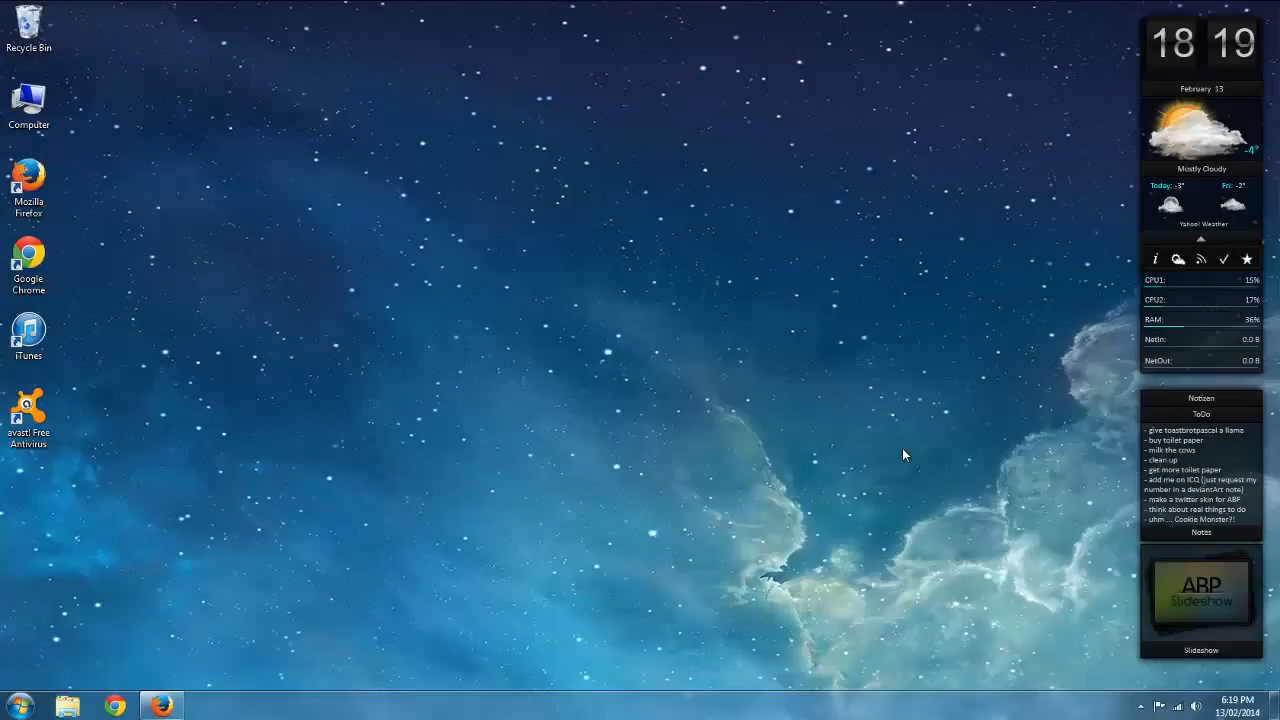 Recycle Bin
Computer
Mozilla
Firefox
Google
Chrome
iTunes
avast! Free
Antivirus
18 19
February 13
-4°
Mostly Cloudy
Today: -3° Fri: -2°
Yahoo! Weather
CPU1: 15%
CPU2: 17%
RAM: 36%
NetIn: 0.0 B
NetOut: 0.0 B
Notizen
ToDo
- give toastbrotpascal a llama
- buy toilet paper
- milk the cows
- clean up
- get more toilet paper
- add me on ICQ (just request my
number in a deviantArt note)
- make a twitter skin for ABF
- think about real things to do
- uhm ... Cookie Monster?!
Notes
ABP
Slideshow
Slideshow
6:19 PM
13/02/2014